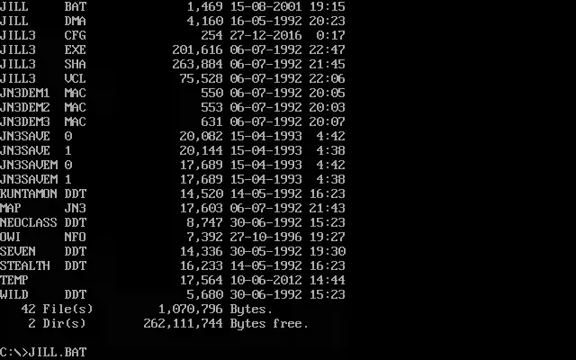 JILL     BAT             1,469 15-08-2001 19:15
JILL     DMA             4,160 16-05-1992 20:23
JILL3    CFG               254 27-12-2016  0:17
JILL3    EXE           201,616 06-07-1992 22:47
JILL3    SHA           263,884 06-07-1992 21:45
JILL3    VCL            75,528 06-07-1992 22:06
JN3DEM1  MAC               550 06-07-1992 20:05
JN3DEM2  MAC               553 06-07-1992 20:03
JN3DEM3  MAC               631 06-07-1992 20:07
JN3SAVE  0              20,082 15-04-1993  4:42
JN3SAVE  1              20,144 15-04-1993  4:38
JN3SAVEM 0              17,689 15-04-1993  4:42
JN3SAVEM 1              17,689 15-04-1993  4:38
KUNTAMON DDT            14,520 14-05-1992 16:23
MAP      JN3            17,603 06-07-1992 21:43
NEOCLASS DDT             8,747 30-06-1992 15:23
OWI      NFO             7,392 27-10-1996 19:27
SEVEN    DDT            14,336 30-05-1992 19:30
STEALTH  DDT            16,233 14-05-1992 16:23
TEMP                    17,564 10-06-2012 14:44
WILD     DDT             5,680 30-06-1992 15:23
   42 File(s)        1,070,796 Bytes.
    2 Dir(s)       262,111,744 Bytes free.
C:\>JILL.BAT